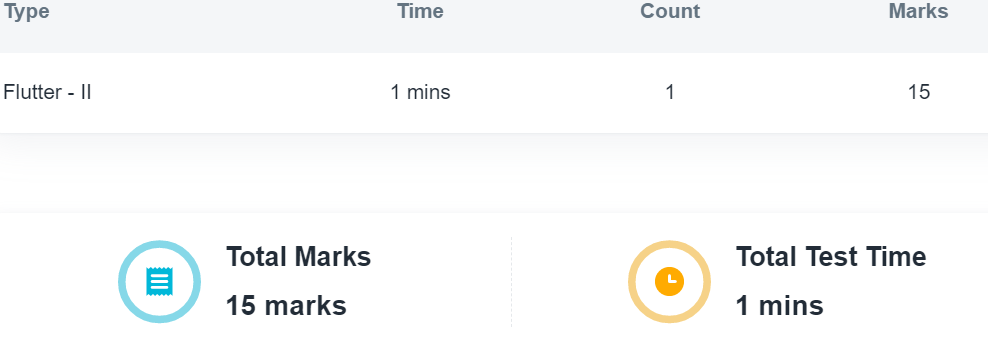 Type Time Count Marks
Flutter - II 1 mins 1 15
Total Marks
15 marks
Total Test Time
1 mins